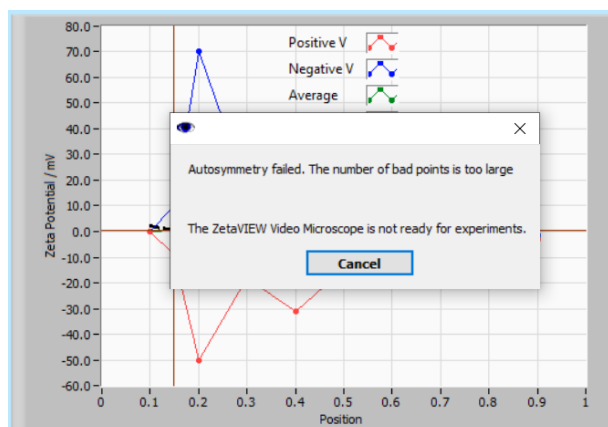 80.0
70.0
60.0
50.0
40.0
30.0
20.0
10.0
0.0
-10.0
-20.0
-30.0
-40.0
-50.0
-60.0
Zeta Potential / mV
Positive V
Negative V
Average
Autosymmetry failed. The number of bad points is too large
The ZetaVIEW Video Microscope is not ready for experiments.
Cancel
0 0.1 0.2 0.3 0.4 0.5 0.6 0.7 0.8 0.9 1
Position